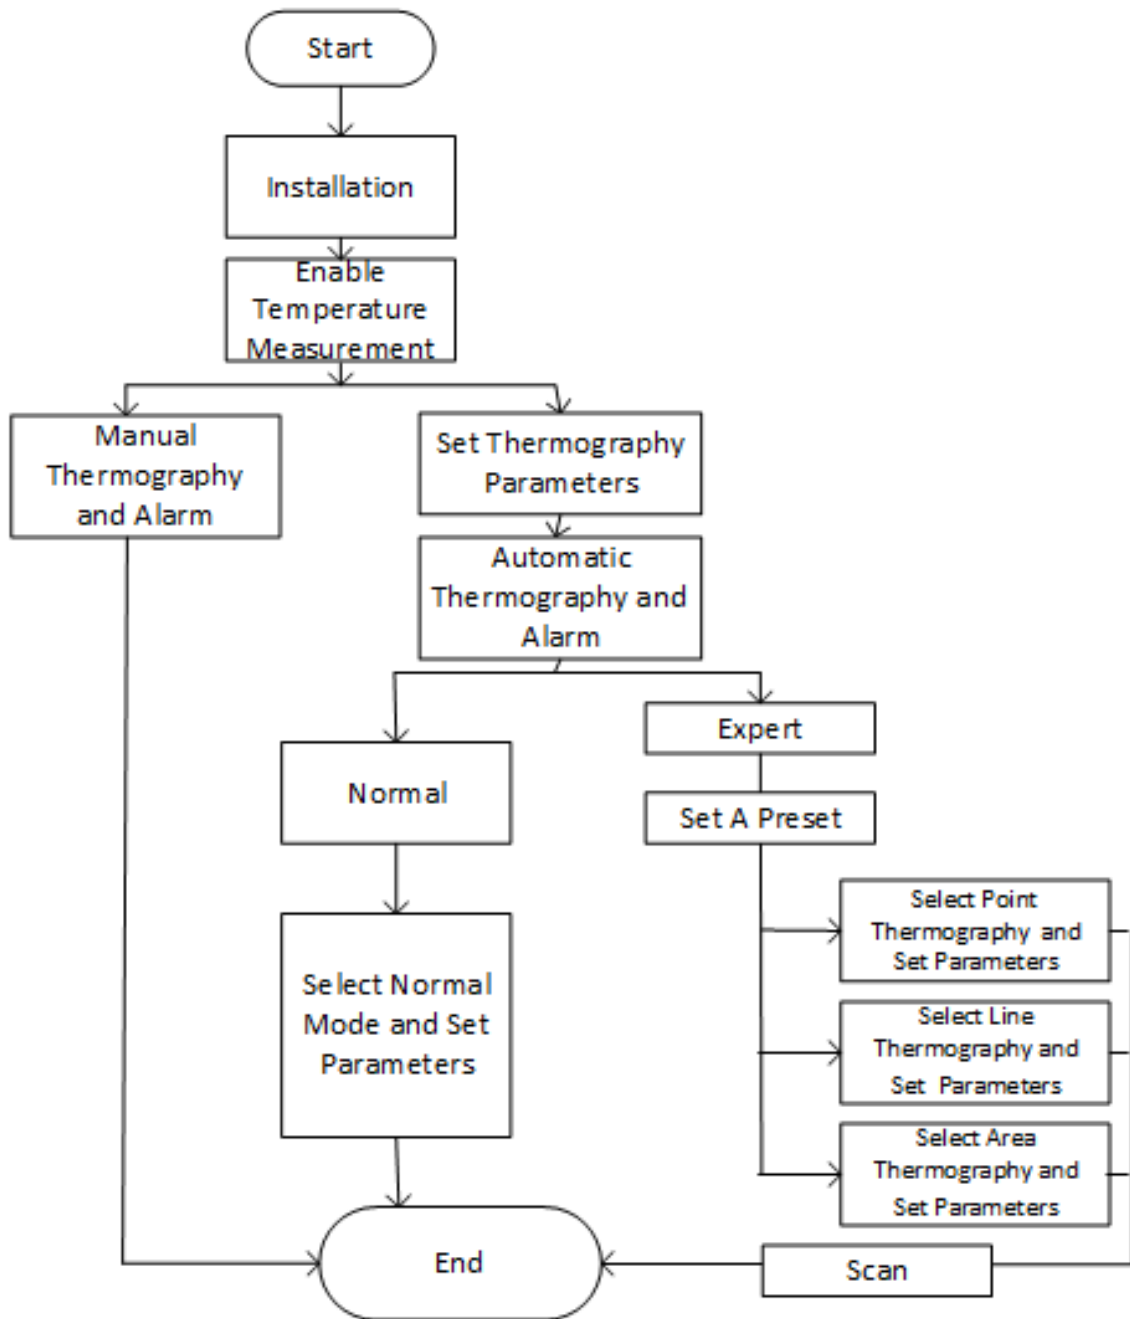 Start
Installation
Enable
Temperature
Measurement
Manual
Thermography
and Alarm
Set Thermography
Parameters
Automatic
Thermography and
Alarm
Normal
Expert
Set A Preset
Select Normal
Mode and Set
Parameters
Select Point
Thermography and
Set Parameters
Select Line
Thermography and
Set Parameters
Select Area
Thermography and
Set Parameters
Scan
End